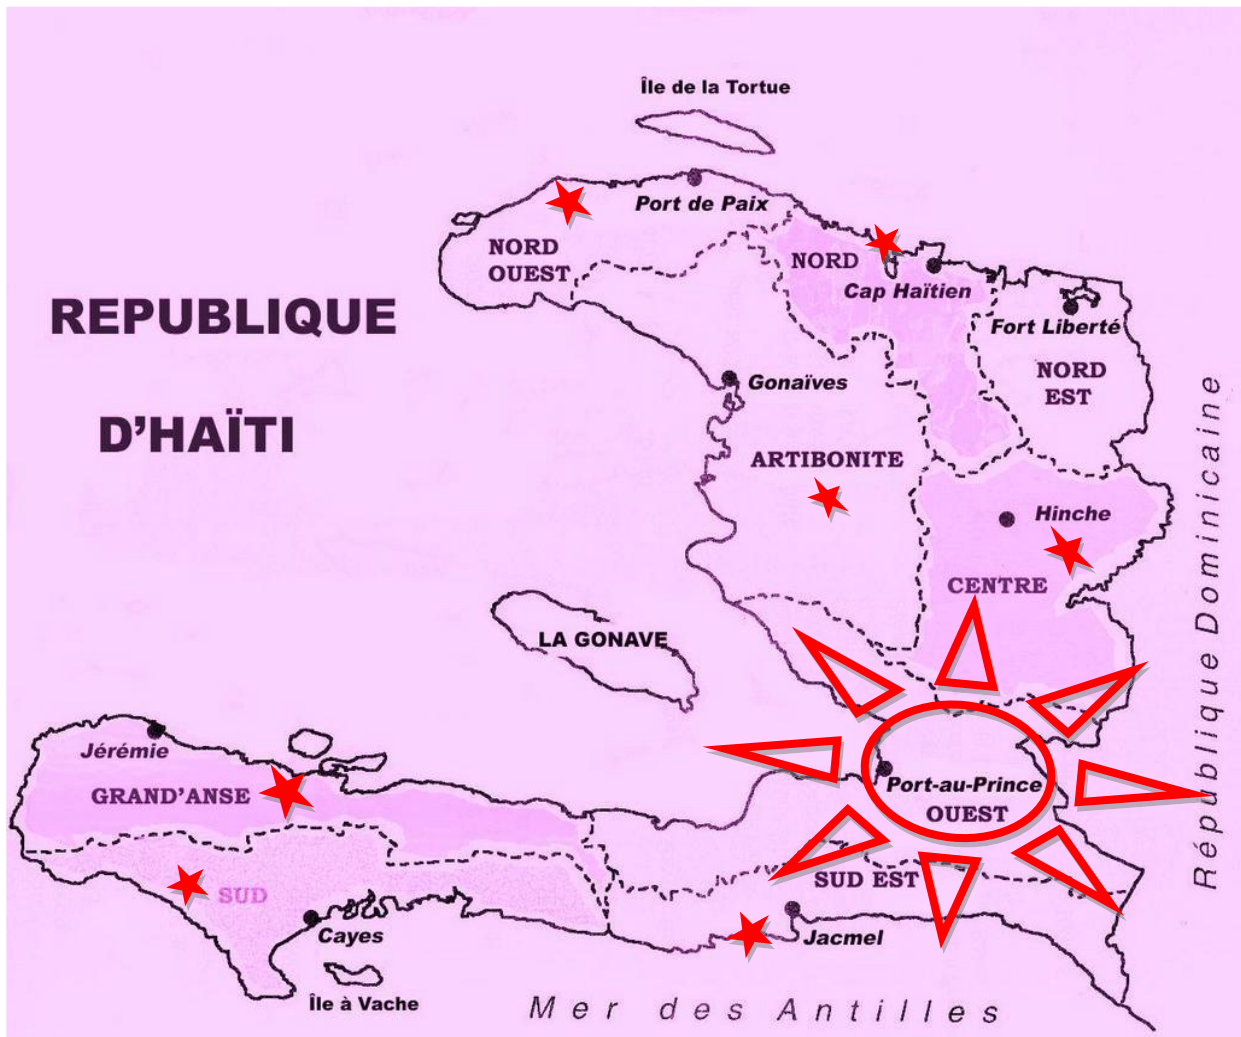 Île de la Tortue
Port de Paix
NORD
OUEST
NORD
Cap Haïtien
REPUBLIQUE
D'HAÏTI
Fort Liberté
NORD
EST
Gonaïves
ARTIBONITE
Hinche
CENTRE
République Dominicaine
LA GONAVE
Jérémie
GRAND'ANSE
Port-au-Prince
OUEST
SUD EST
SUD
Cayes
Jacmel
Île à Vache
Mer des Antilles